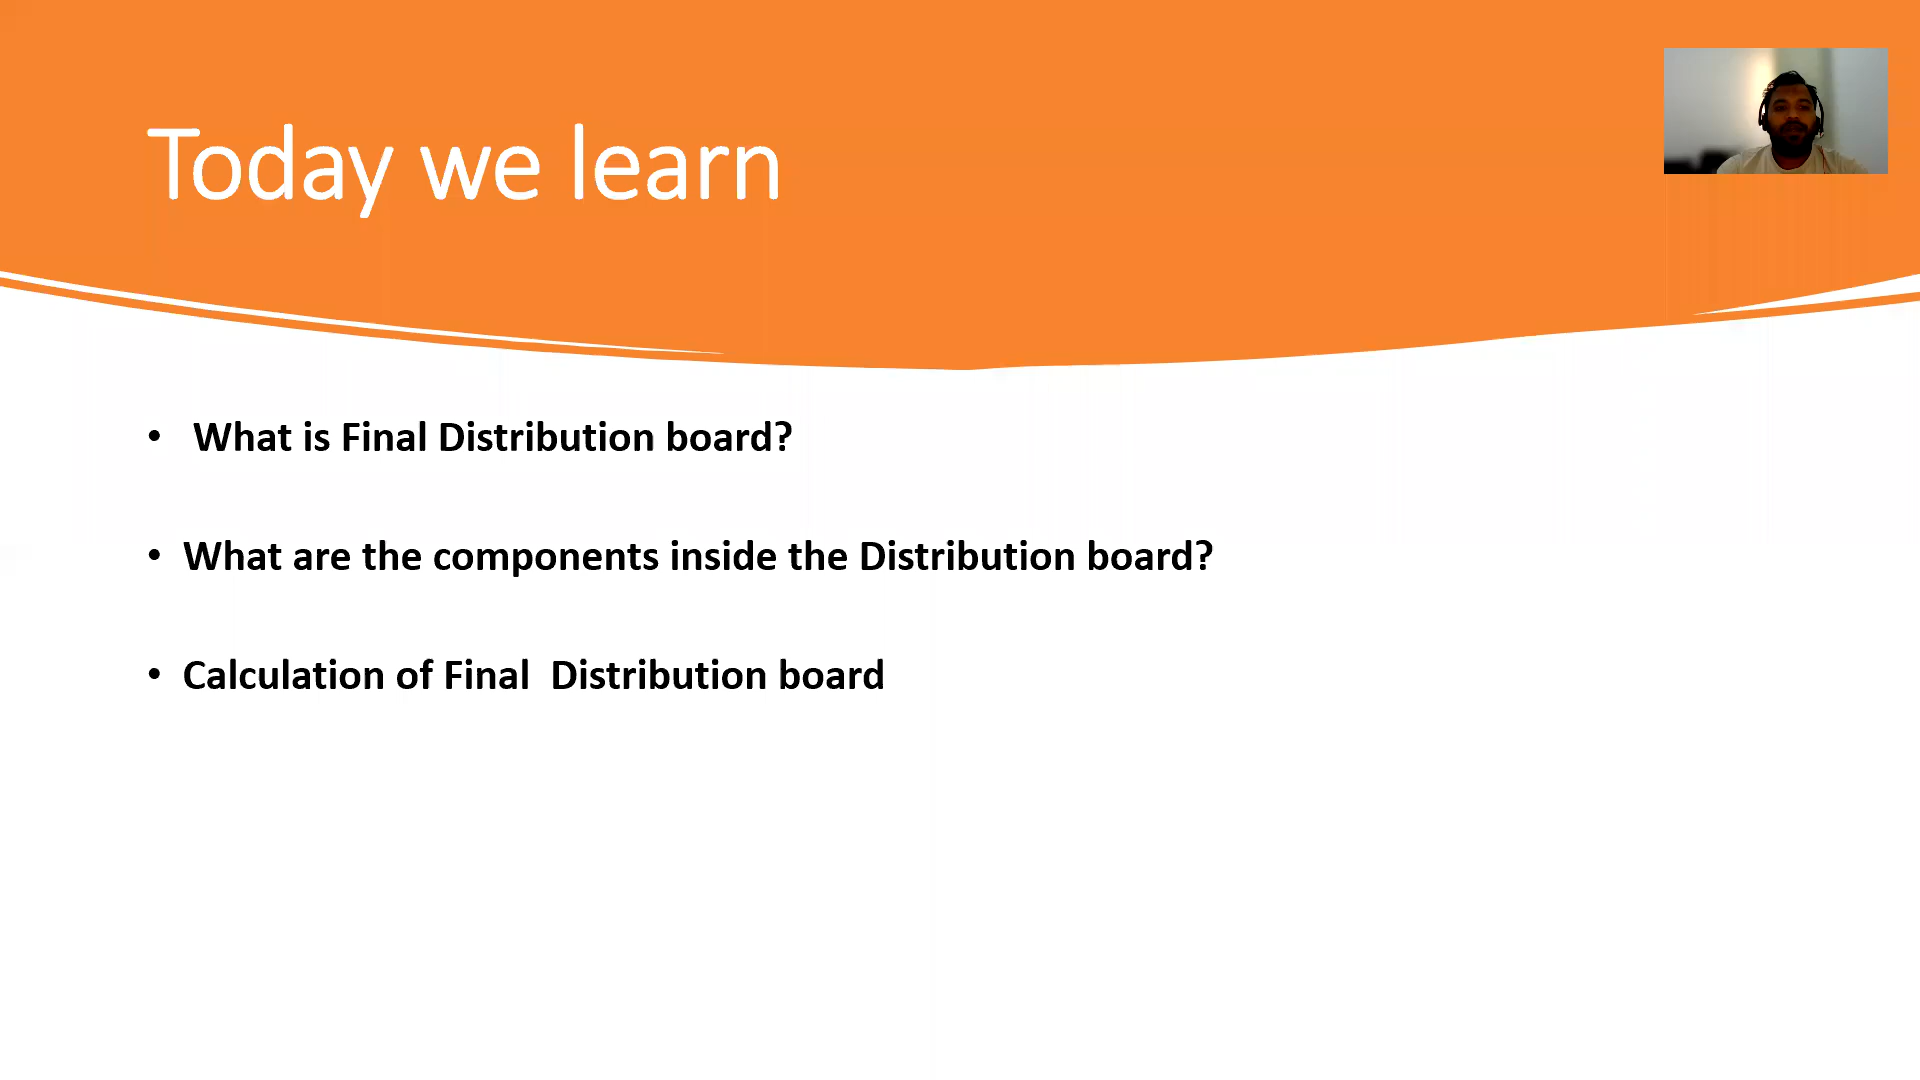 Today we learn
• What is Final Distribution board?
• What are the components inside the Distribution board?
• Calculation of Final  Distribution board